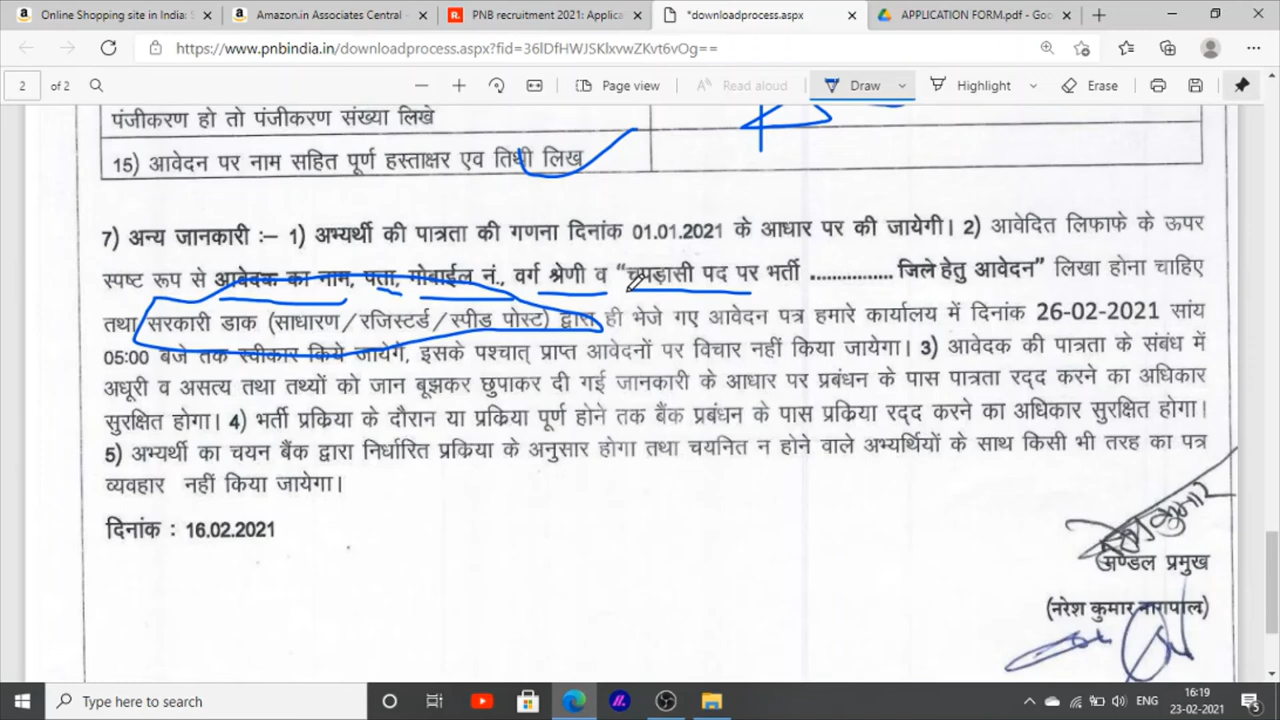 Online Shopping site in India:
Amazon.in Associates Central -
PNB recruitment 2021: Applica
*downloadprocess.aspx
APPLICATION FORM.pdf - Goo
https://www.pnbindia.in/downloadprocess.aspx?fid=36lDfHWJSKlxvwZKvt6vOg==
2 of 2 Page view Read aloud Draw Highlight Erase
पंजीकरण हो तो पंजीकरण संख्या लिखे
15) आवेदन पर नाम सहित पूर्ण हस्ताक्षर एव तिथी लिख
7) अन्य जानकारी :– 1) अभ्यर्थी की पात्रता की गणना दिनांक 01.01.2021 के आधार पर की जायेगी। 2) आवेदित लिफाफे के ऊपर
स्पष्ट रूप से आवेदक का नाम, पता, मोबाईल नं., वर्ग श्रेणी व "चपड़ासी पद पर भर्ती ............... जिले हेतु आवेदन" लिखा होना चाहिए
तथा सरकारी डाक (साधारण/रजिस्टर्ड/स्पीड पोस्ट) द्वारा ही भेजे गए आवेदन पत्र हमारे कार्यालय में दिनांक 26-02-2021 सांय
05:00 बजे तक स्वीकार किये जायेगे, इसके पश्चात् प्राप्त आवेदनों पर विचार नहीं किया जायेगा। 3) आवेदक की पात्रता के संबंध में
अधूरी व असत्य तथा तथ्यों को जान बूझकर छुपाकर दी गई जानकारी के आधार पर प्रबंधन के पास पात्रता रद्द करने का अधिकार
सुरक्षित होगा। 4) भर्ती प्रक्रिया के दौरान या प्रक्रिया पूर्ण होने तक बैंक प्रबंधन के पास प्रक्रिया रद्द करने का अधिकार सुरक्षित होगा।
5) अभ्यर्थी का चयन बैंक द्वारा निर्धारित प्रक्रिया के अनुसार होगा तथा चयनित न होने वाले अभ्यर्थियों के साथ किसी भी तरह का पत्र
व्यवहार नहीं किया जायेगा।
दिनांक : 16.02.2021
मण्डल प्रमुख
(नरेश कुमार नागपाल)
Type here to search
ENG
16:19
23-02-2021
5